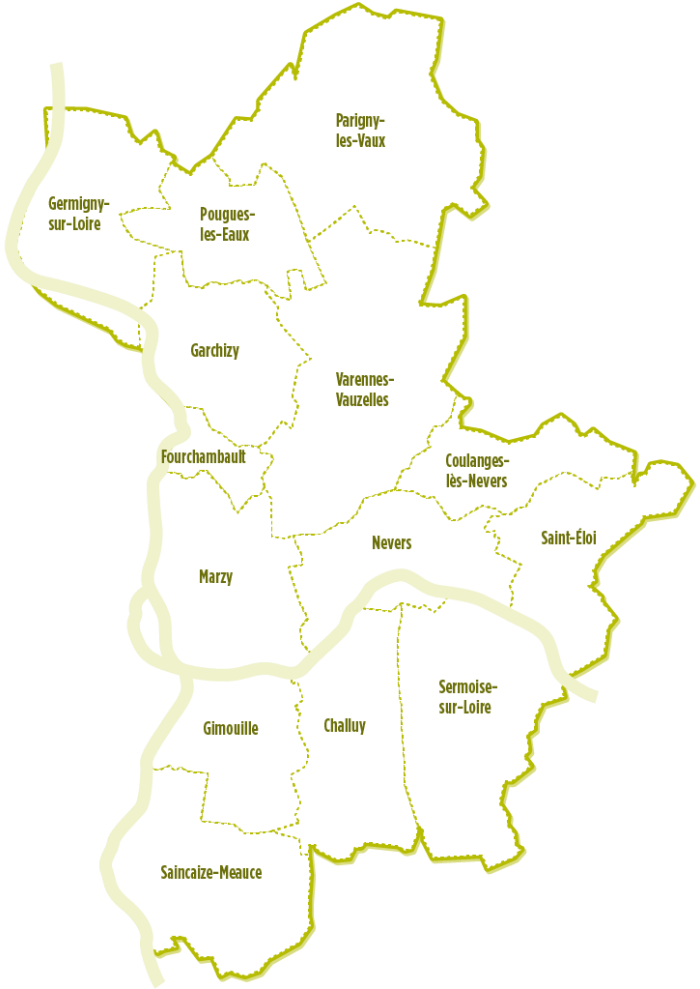 Parigny-
les-Vaux
Germigny-
sur-Loire
Pougues-
les-Eaux
Garchizy
Varennes-
Vauzelles
Fourchambault
Coulanges-
lès-Nevers
Nevers
Saint-Éloi
Marzy
Sermoise-
sur-Loire
Gimouille
Challuy
Saincaize-Meauce